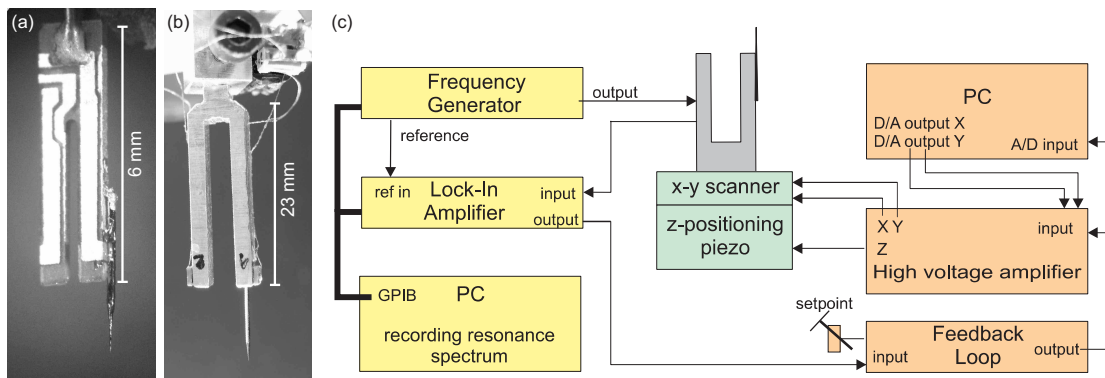 (a)
6 mm
(b)
23 mm
(c)
Frequency
Generator
output
reference
ref in
Lock-In
Amplifier
input
output
GPIB
PC
recording resonance
spectrum
x-y scanner
z-positioning
piezo
PC
D/A output X
D/A output Y
A/D input
X Y
input
Z
High voltage amplifier
setpoint
Feedback
Loop
input
output